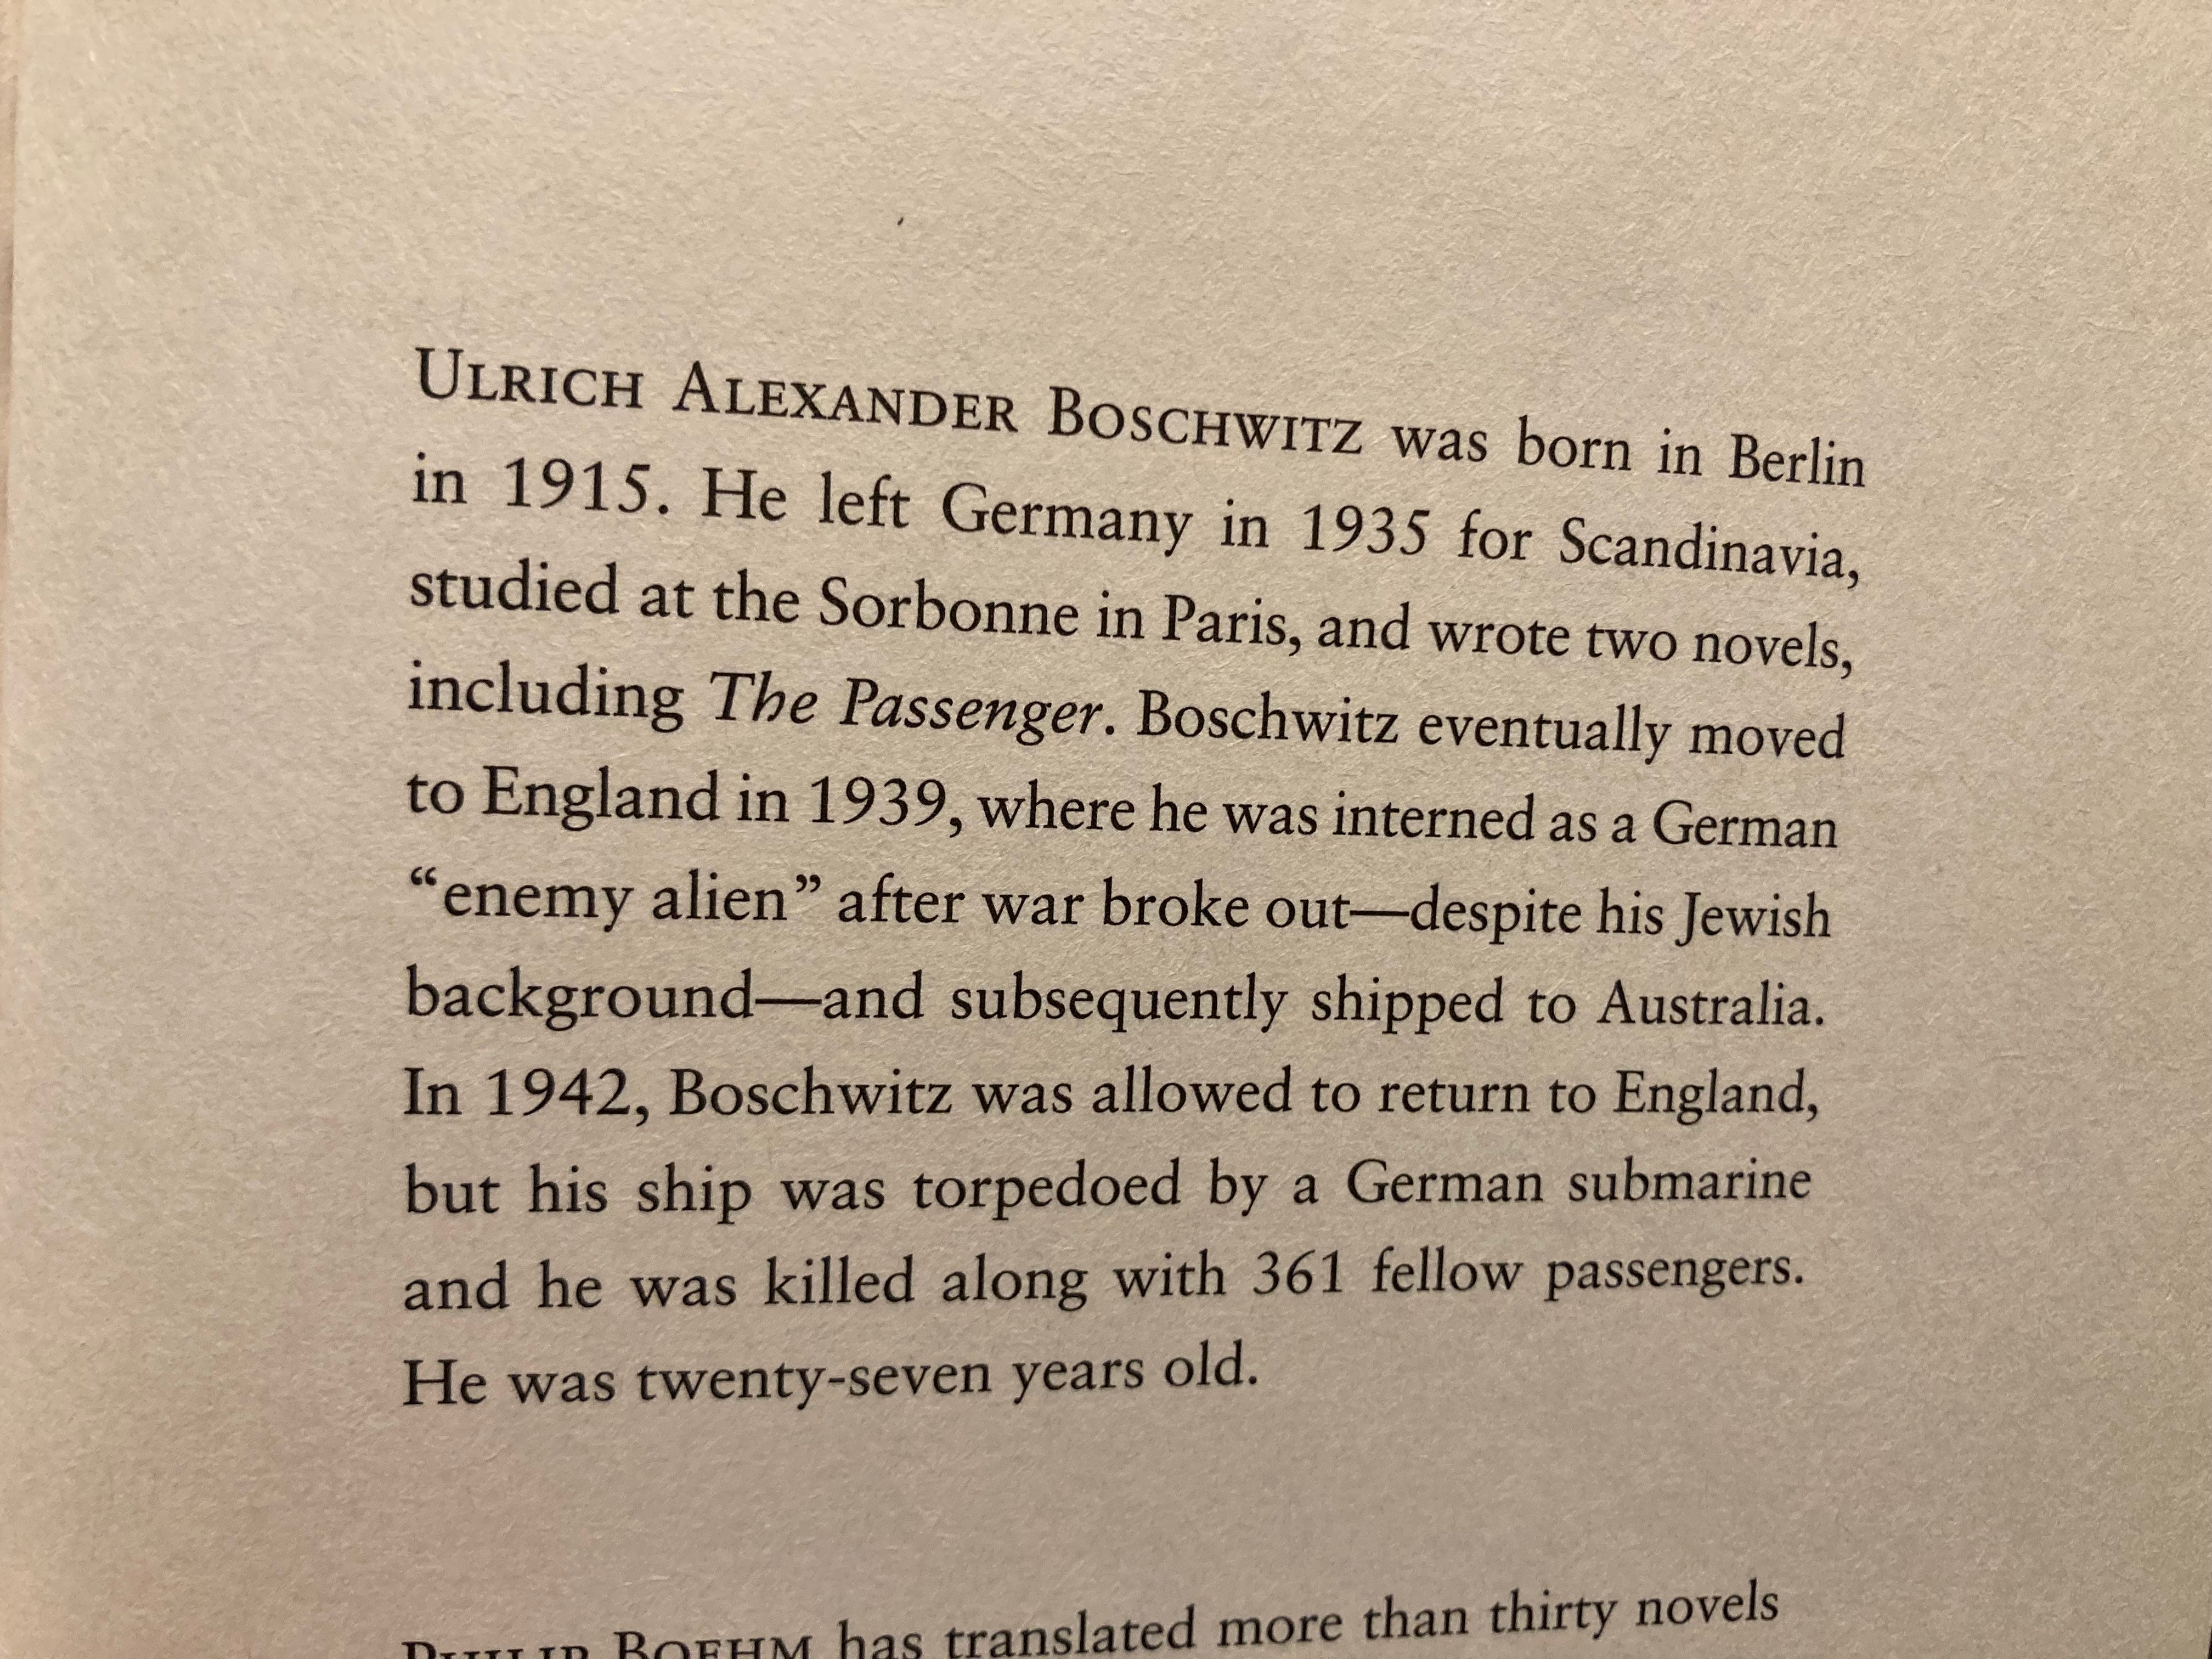 ULRICH ALEXANDER BOSCHWITZ was born in Berlin
in 1915. He left Germany in 1935 for Scandinavia,
studied at the Sorbonne in Paris, and wrote two novels,
including The Passenger. Boschwitz eventually moved
to England in 1939, where he was interned as a German
“enemy alien” after war broke out—despite his Jewish
background—and subsequently shipped to Australia.
In 1942, Boschwitz was allowed to return to England,
but his ship was torpedoed by a German submarine
and he was killed along with 361 fellow passengers.
He was twenty-seven years old.
PHILIP BOEHM has translated more than thirty novels